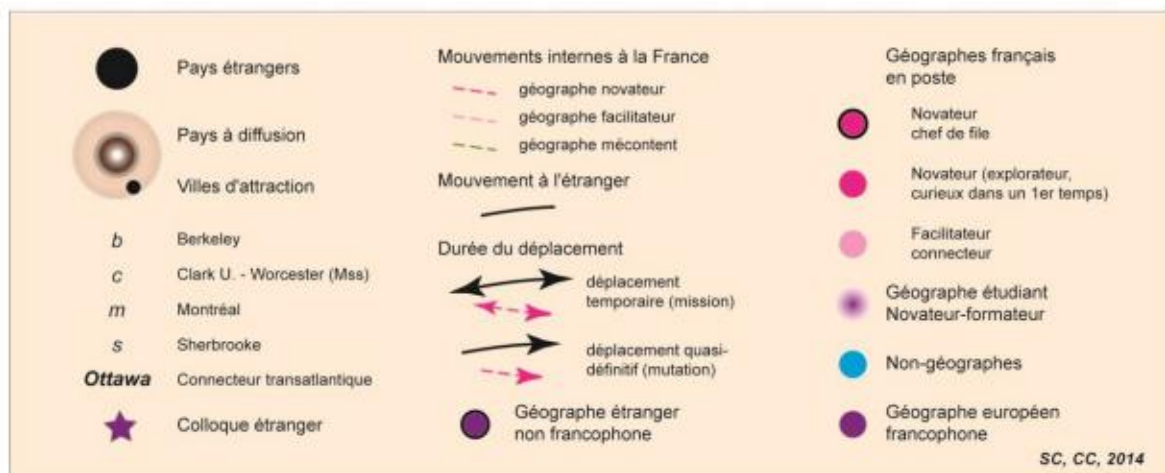 Pays étrangers
Pays à diffusion
Villes d'attraction
b Berkeley
c Clark U. - Worcester (Mss)
m Montréal
s Sherbrooke
Ottawa Connecteur transatlantique
Colloque étranger
Mouvements internes à la France
géographe novateur
géographe facilitateur
géographe mécontent
Mouvement à l'étranger
Durée du déplacement
déplacement
temporaire (mission)
déplacement quasi-
définitif (mutation)
Géographe étranger
non francophone
Géographes français
en poste
Novateur
chef de file
Novateur (explorateur,
curieux dans un 1er temps)
Facilitateur
connecteur
Géographe étudiant
Novateur-formateur
Non-géographes
Géographe européen
francophone
SC, CC, 2014